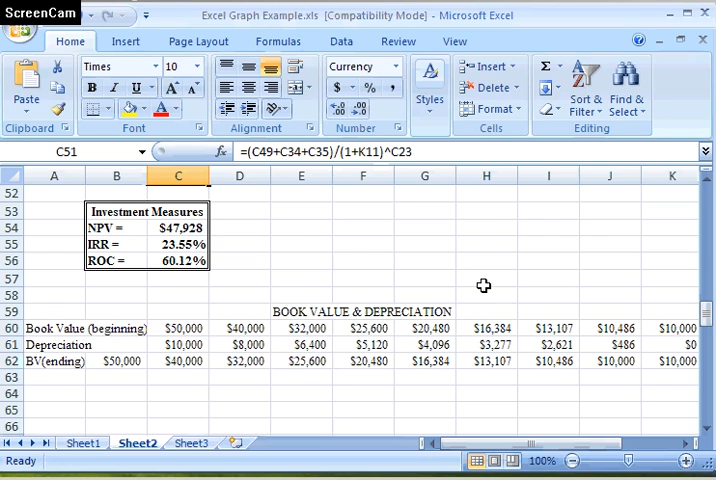 ScreenCam
Excel Graph Example.xls [Compatibility Mode] - Microsoft Excel
Home Insert Page Layout Formulas Data Review View
Times 10 Currency Insert
B I U A A $ % , Delete
Paste Styles Sort & Filter Find & Select
A Format
Clipboard Font Alignment Number Cells Editing
C51 fx =(C49+C34+C35)/(1+K11)^C23
A B C D E F G H I J K
52
53 Investment Measures
54 NPV = $47,928
55 IRR = 23.55%
56 ROC = 60.12%
57
58
59 BOOK VALUE & DEPRECIATION
60 Book Value (beginning) $50,000 $40,000 $32,000 $25,600 $20,480 $16,384 $13,107 $10,486 $10,000
61 Depreciation $10,000 $8,000 $6,400 $5,120 $4,096 $3,277 $2,621 $486 $0
62 BV(ending) $50,000 $40,000 $32,000 $25,600 $20,480 $16,384 $13,107 $10,486 $10,000 $10,000
63
64
65
66
Sheet1 Sheet2 Sheet3
Ready 100%